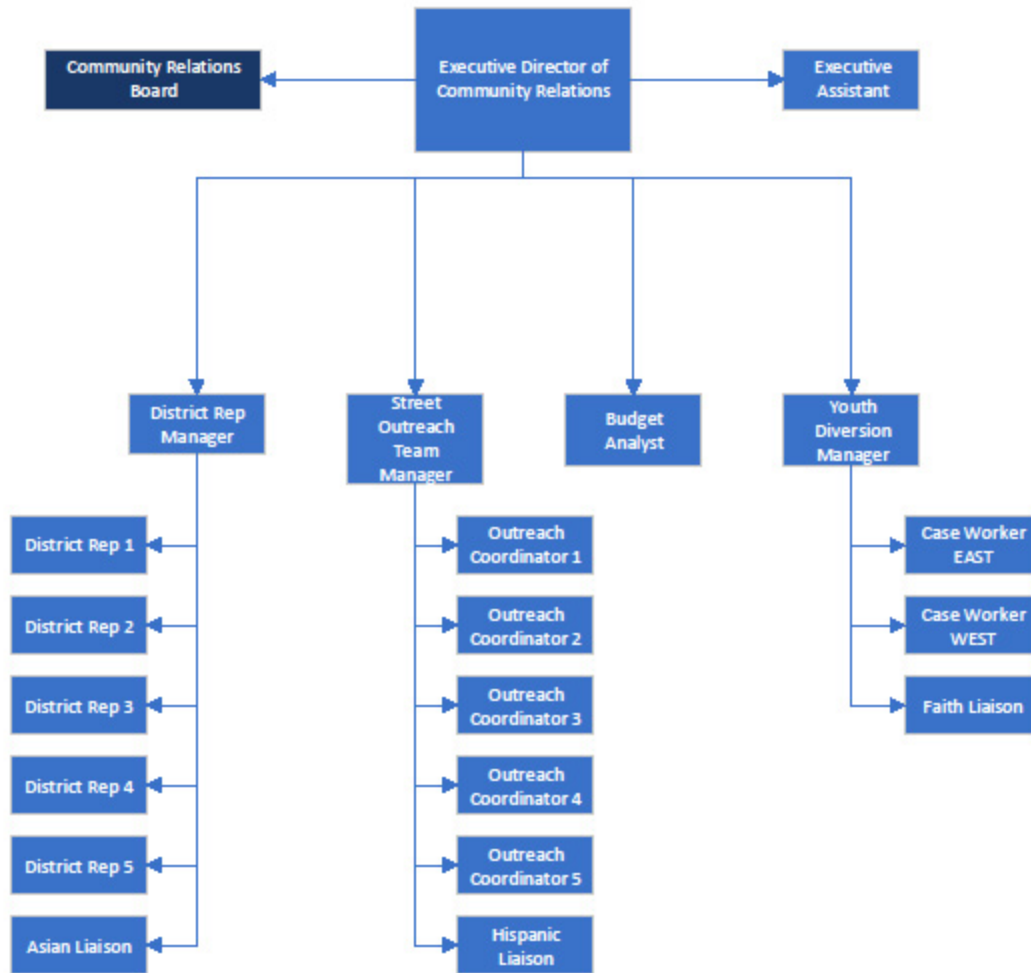 Community Relations
Board
Executive Director of
Community Relations
Executive
Assistant
District Rep
Manager
Street
Outreach
Team
Manager
Budget
Analyst
Youth
Diversion
Manager
District Rep 1
District Rep 2
District Rep 3
District Rep 4
District Rep 5
Asian Liaison
Outreach
Coordinator 1
Outreach
Coordinator 2
Outreach
Coordinator 3
Outreach
Coordinator 4
Outreach
Coordinator 5
Hispanic
Liaison
Case Worker
EAST
Case Worker
WEST
Faith Liaison